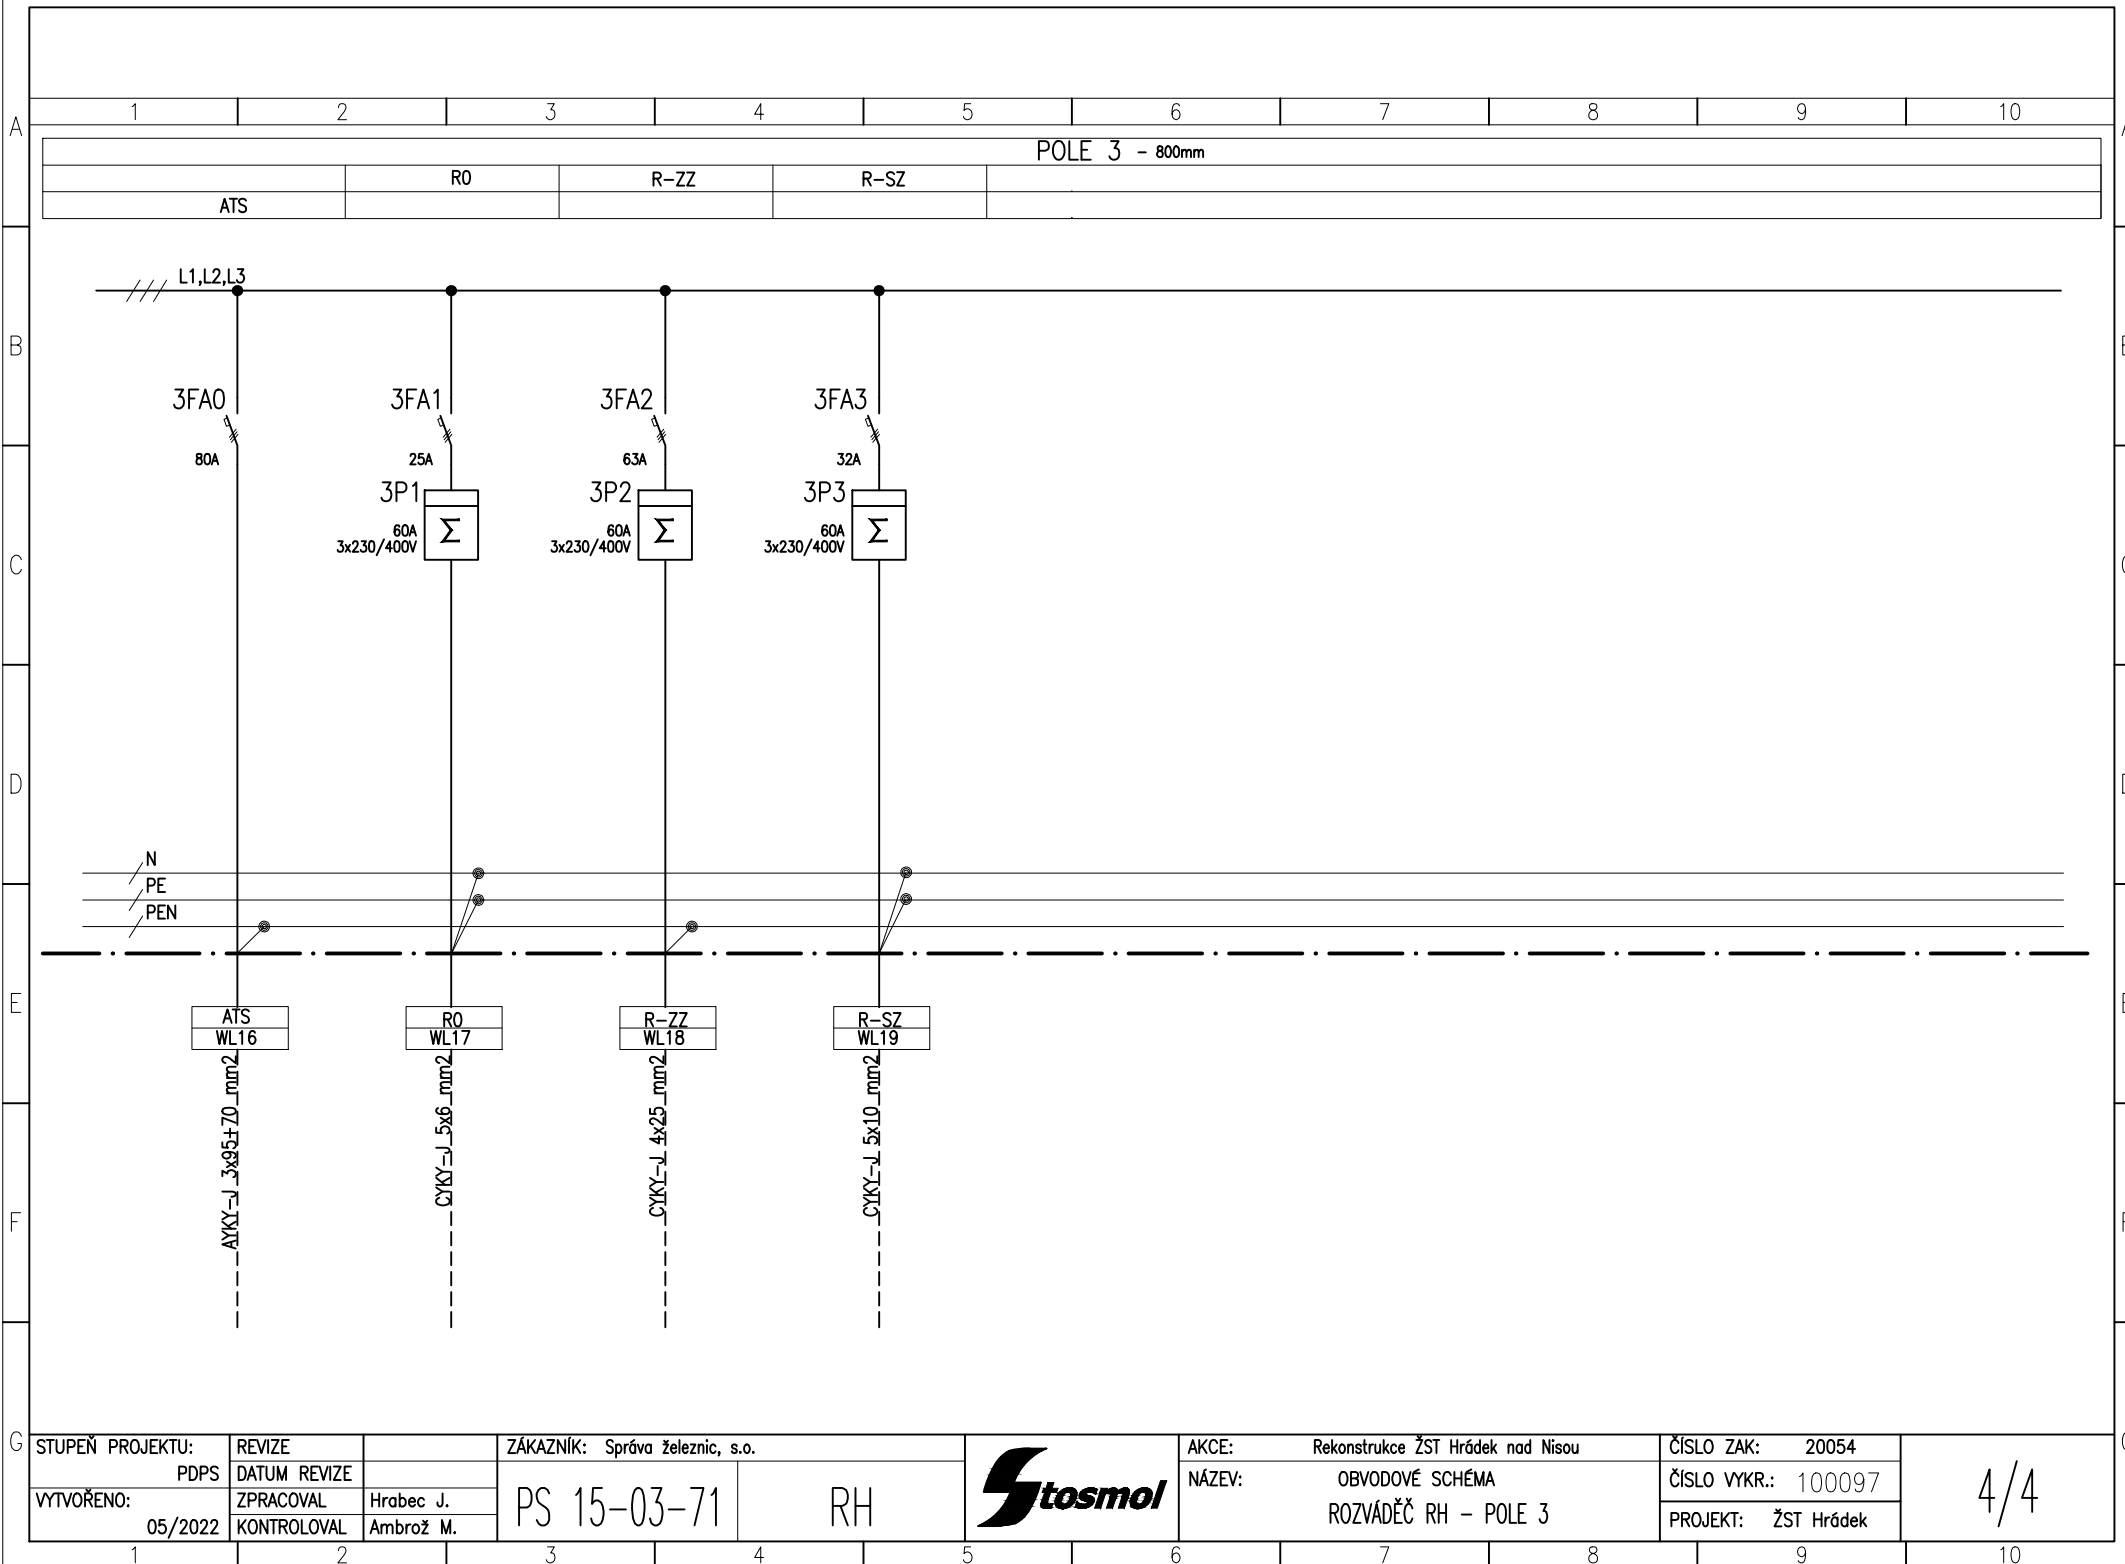 1 2 3 4 5 6 7 8 9 10
A
POLE 3 - 800mm
RO R-ZZ R-SZ
ATS
L1,L2,L3
B
3FA0 3FA1 3FA2 3FA3
80A 25A 63A 32A
3P1 3P2 3P3
Σ Σ Σ
60A 60A 60A
3x230/400V 3x230/400V 3x230/400V
C
D
N
PE
PEN
E
ATS RO R-ZZ R-SZ
WL16 WL17 WL18 WL19
AYKY-J 3x95+70 mm2
CYKY-J 5x6 mm2
CYKY-J 4x25 mm2
CYKY-J 5x10 mm2
F
G
STUPEŇ PROJEKTU:
PDPS
VYTVOŘENO:
05/2022
REVIZE
DATUM REVIZE
ZPRACOVAL Hrabec J.
KONTROLOVAL Ambrož M.
ZÁKAZNÍK: Správa železnic, s.o.
PS 15-03-71 RH
Stosmol
AKCE: Rekonstrukce ŽST Hrádek nad Nisou
NÁZEV: OBVODOVÉ SCHÉMA
ROZVÁDĚČ RH - POLE 3
ČÍSLO ZAK: 20054
ČÍSLO VYKR.: 100097
PROJEKT: ŽST Hrádek
4/4
1 2 3 4 5 6 7 8 9 10